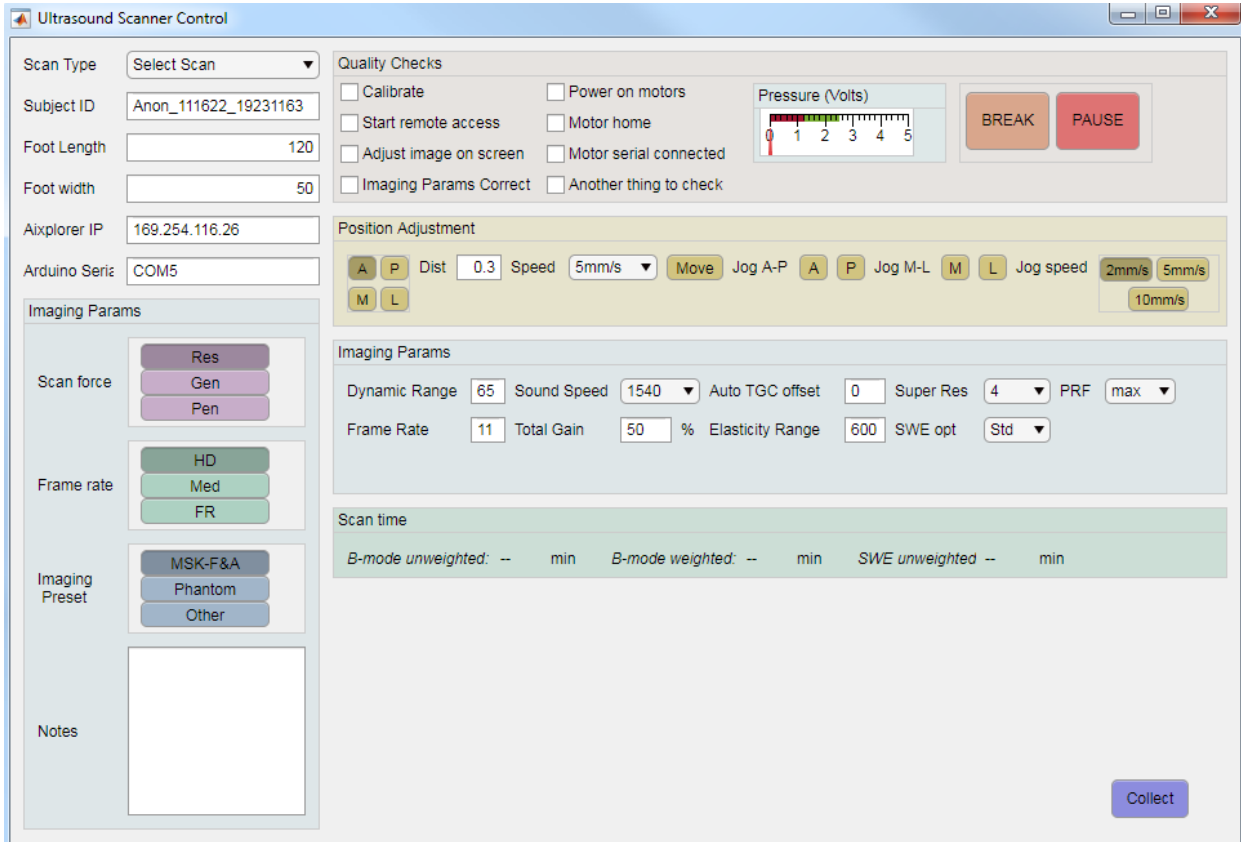 Ultrasound Scanner Control
Scan Type Select Scan
Subject ID Anon_111622_19231163
Foot Length 120
Foot width 50
Aixplorer IP 169.254.116.26
Arduino Seria COM5
Imaging Params
Scan force
Res
Gen
Pen
Frame rate
HD
Med
FR
Imaging
Preset
MSK-F&A
Phantom
Other
Notes
Quality Checks
Calibrate Power on motors
Start remote access Motor home
Adjust image on screen Motor serial connected
Imaging Params Correct Another thing to check
Pressure (Volts)
0 1 2 3 4 5
BREAK PAUSE
Position Adjustment
A P Dist 0.3 Speed 5mm/s Move Jog A-P A P Jog M-L M L Jog speed 2mm/s 5mm/s
M L 10mm/s
Imaging Params
Dynamic Range 65 Sound Speed 1540 Auto TGC offset 0 Super Res 4 PRF max
Frame Rate 11 Total Gain 50 % Elasticity Range 600 SWE opt Std
Scan time
B-mode unweighted: -- min B-mode weighted: -- min SWE unweighted -- min
Collect